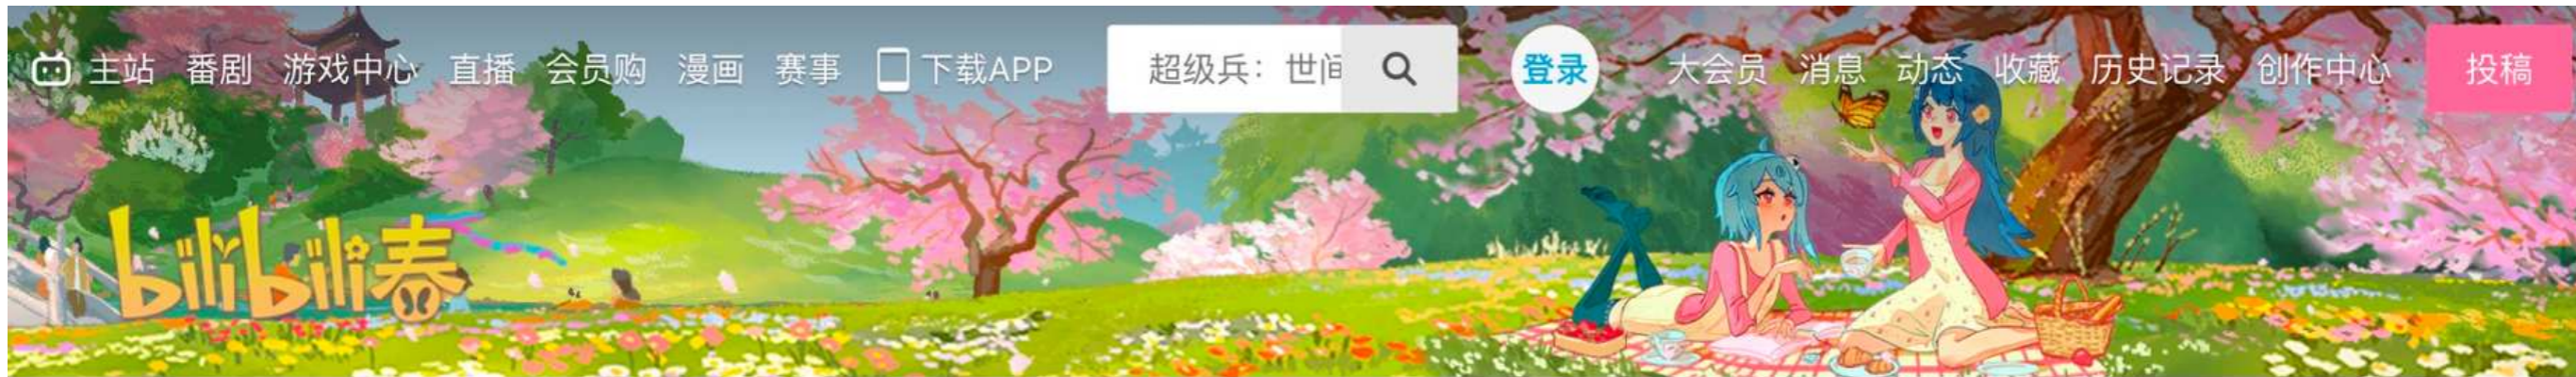 主站 番剧 游戏中心 直播 会员购 漫画 赛事 下载APP 超级兵：世间 登录 大会员 消息 动态 收藏 历史记录 创作中心 投稿
bilibili春